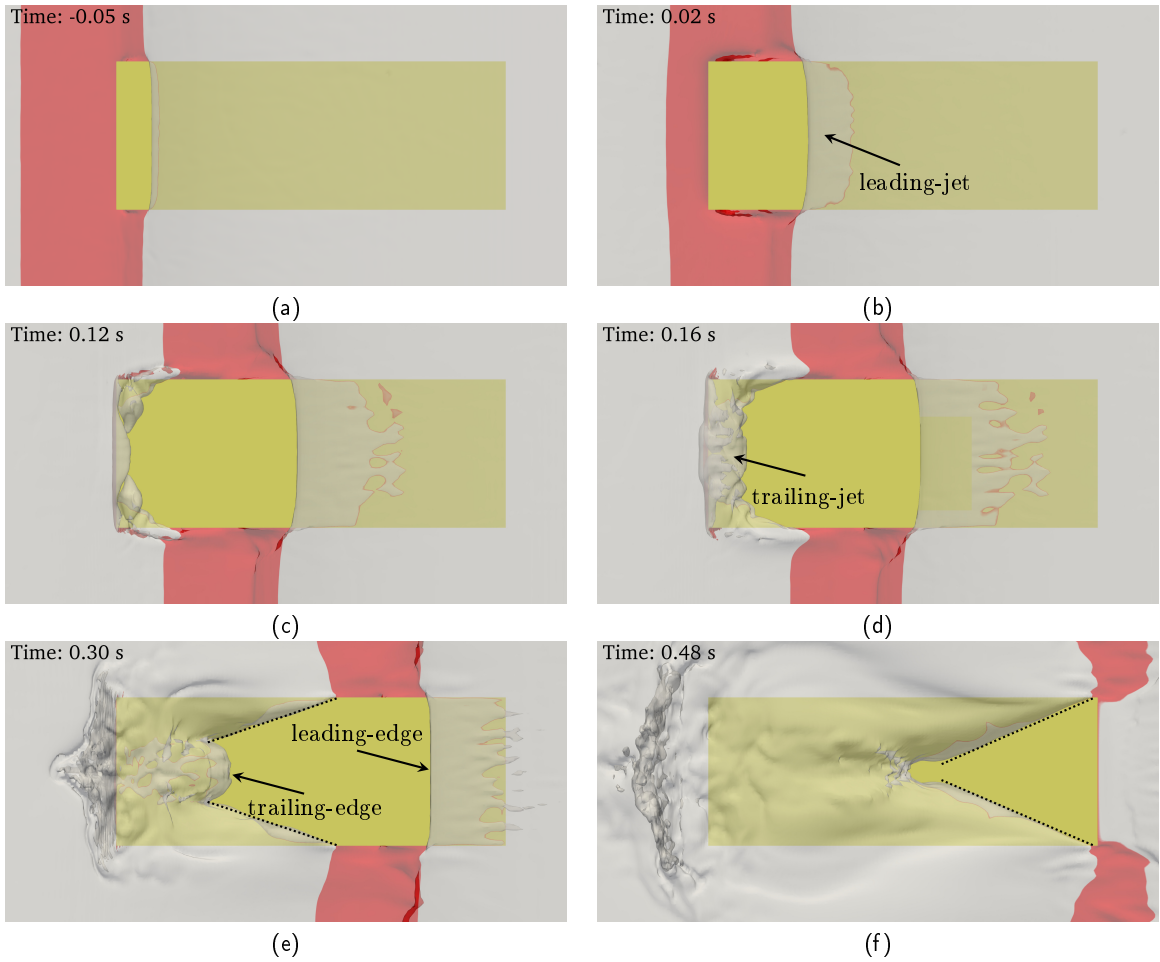 Time: -0.05 s
Time: 0.02 s
leading-jet
(a)
(b)
Time: 0.12 s
Time: 0.16 s
trailing-jet
(c)
(d)
Time: 0.30 s
Time: 0.48 s
leading-edge
trailing-edge
(e)
(f)